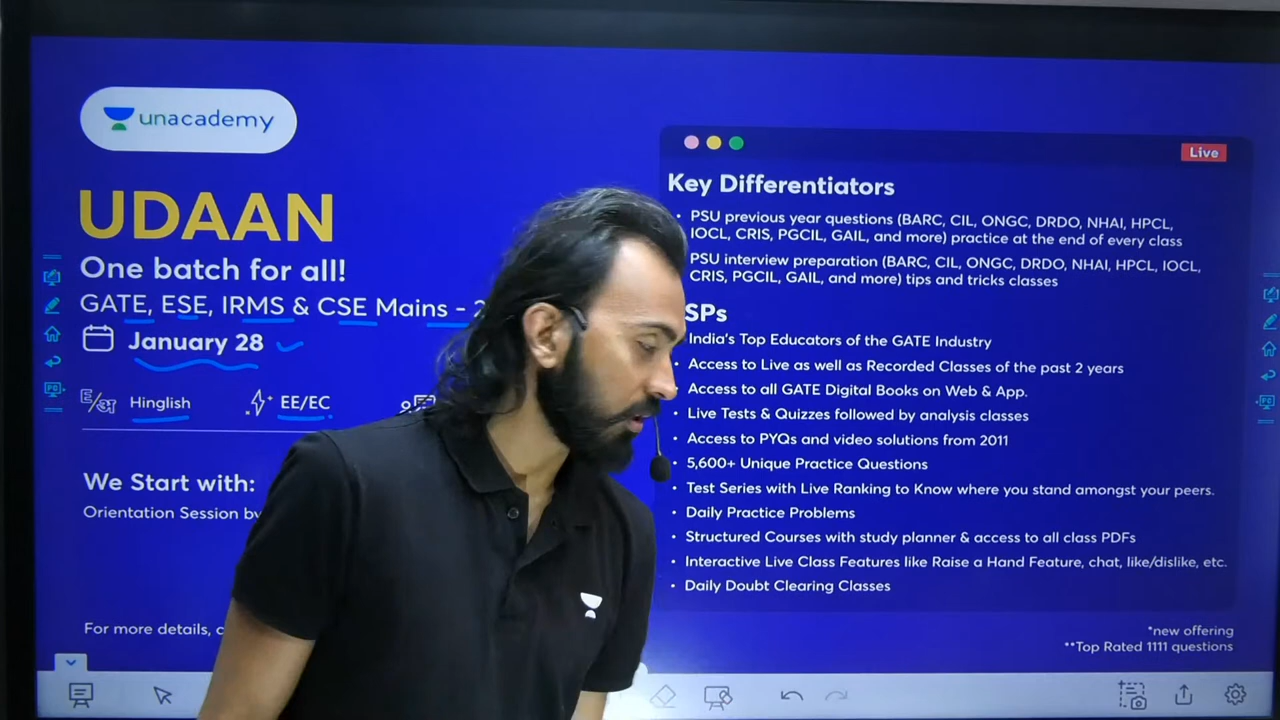 unacademy
UDAAN
One batch for all!
GATE, ESE, IRMS & CSE Mains -
January 28
E/अ Hinglish
EE/EC
We Start with:
Orientation Session by
For more details,
Live
Key Differentiators
• PSU previous year questions (BARC, CIL, ONGC, DRDO, NHAI, HPCL,
IOCL, CRIS, PGCIL, GAIL, and more) practice at the end of every class
PSU interview preparation (BARC, CIL, ONGC, DRDO, NHAI, HPCL, IOCL,
CRIS, PGCIL, GAIL, and more) tips and tricks classes
SPs
India's Top Educators of the GATE Industry
• Access to Live as well as Recorded Classes of the past 2 years
• Access to all GATE Digital Books on Web & App.
• Live Tests & Quizzes followed by analysis classes
• Access to PYQs and video solutions from 2011
• 5,600+ Unique Practice Questions
• Test Series with Live Ranking to Know where you stand amongst your peers.
• Daily Practice Problems
• Structured Courses with study planner & access to all class PDFs
• Interactive Live Class Features like Raise a Hand Feature, chat, like/dislike, etc.
• Daily Doubt Clearing Classes
*new offering
**Top Rated 1111 questions